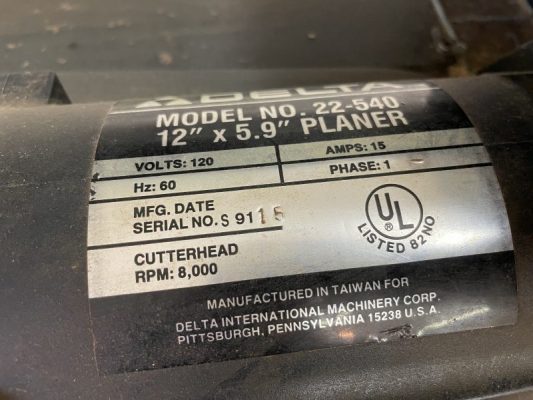 DELTA
MODEL NO. 22-540
12" X 5.9" PLANER
VOLTS: 120
AMPS: 15
Hz: 60
PHASE: 1
MFG. DATE
SERIAL NO. S 9115
UL
®
LISTED 82NO
CUTTERHEAD
RPM: 8,000
MANUFACTURED IN TAIWAN FOR
DELTA INTERNATIONAL MACHINERY CORP.
PITTSBURGH, PENNSYLVANIA 15238 U.S.A.